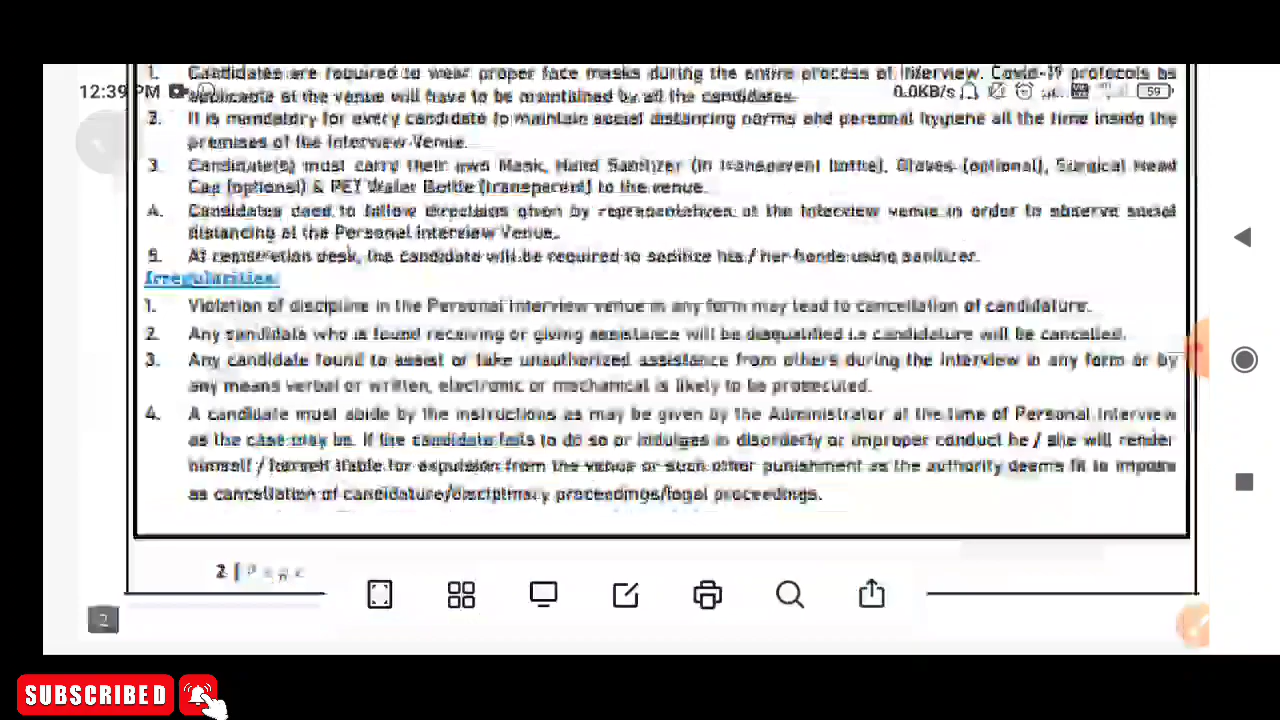 1. Candidates are required to wear proper face masks during the entire process of Interview. Covid-19 protocols as
12:39 PM 0.0KB/s 59
applicable at the venue will have to be maintained by all the candidates.
2. It is mandatory for every candidate to maintain social distancing norms and personal hygiene all the time inside the
premises of the Interview Venue.
3. Candidate(s) must carry their own Mask, Hand Sanitizer (in transparent bottle), Gloves (optional), Surgical Head
Cap (optional) & PET Water Bottle (transparent) to the venue.
4. Candidates need to follow directions given by representatives at the Interview venue in order to observe social
distancing at the Personal Interview Venue.
5. At registration desk, the candidate will be required to sanitize his / her hands using sanitizer.
Irregularities
1. Violation of discipline in the Personal Interview venue in any form may lead to cancellation of candidature.
2. Any candidate who is found receiving or giving assistance will be disqualified i.e candidature will be cancelled.
3. Any candidate found to assist or take unauthorized assistance from others during the interview in any form or by
any means verbal or written, electronic or mechanical is likely to be prosecuted.
4. A candidate must abide by the instructions as may be given by the Administrator at the time of Personal Interview
as the case may be. If the candidate fails to do so or indulges in disorderly or improper conduct he / she will render
himself / herself liable for expulsion from the venue or such other punishment as the authority deems fit to impose
as cancellation of candidature/disciplinary proceedings/legal proceedings.
2 | P a g e
2
SUBSCRIBED